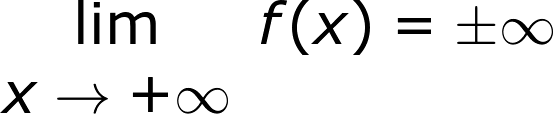 lim f(x) = ±∞
x → +∞